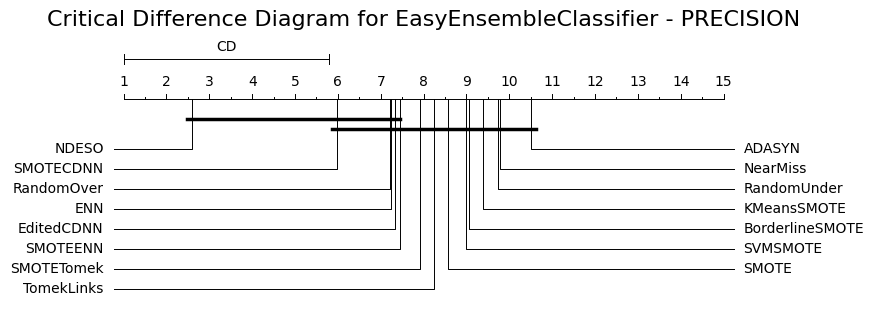 Critical Difference Diagram for EasyEnsembleClassifier - PRECISION
CD
1 2 3 4 5 6 7 8 9 10 11 12 13 14 15
NDESO
SMOTECDNN
RandomOver
ENN
EditedCDNN
SMOTEENN
SMOTETomek
TomekLinks
ADASYN
NearMiss
RandomUnder
KMeansSMOTE
BorderlineSMOTE
SVMSMOTE
SMOTE